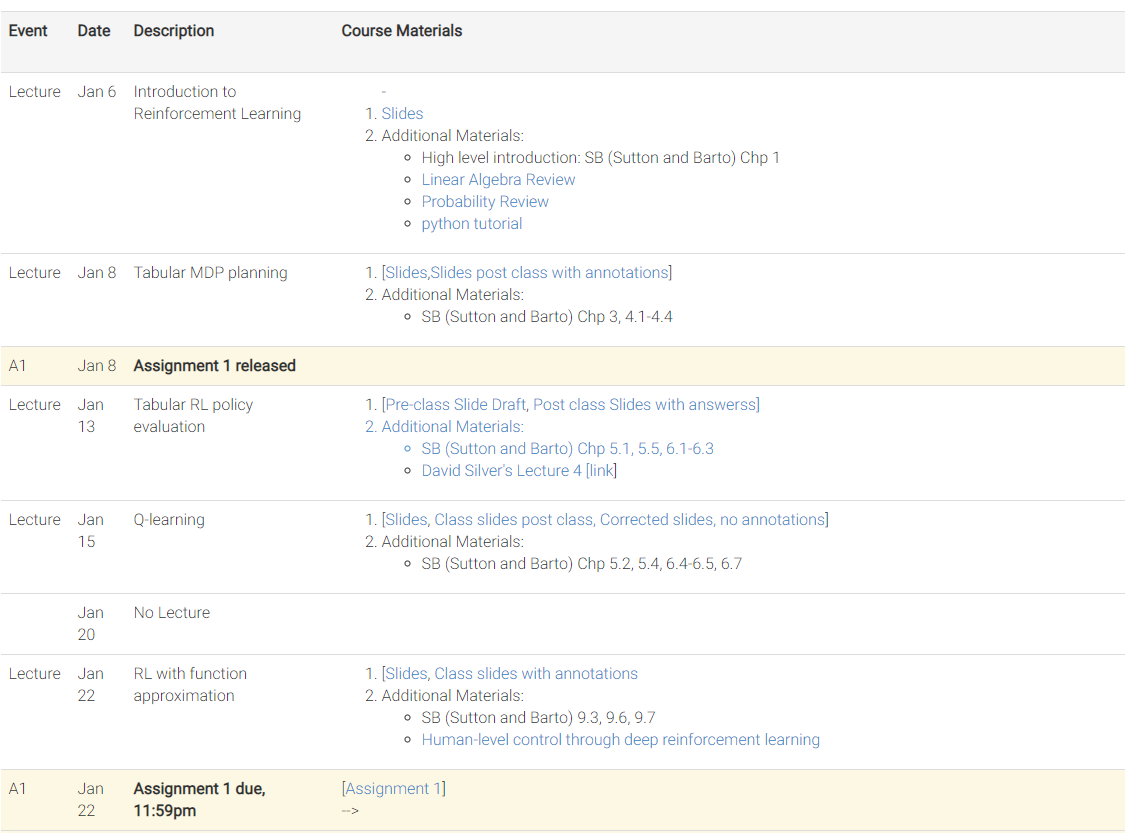 Event Date Description Course Materials
Lecture Jan 6 Introduction to -
Reinforcement Learning 1. Slides
2. Additional Materials:
High level introduction: SB (Sutton and Barto) Chp 1
Linear Algebra Review
Probability Review
python tutorial
Lecture Jan 8 Tabular MDP planning 1. [Slides,Slides post class with annotations]
2. Additional Materials:
SB (Sutton and Barto) Chp 3, 4.1-4.4
A1 Jan 8 Assignment 1 released
Lecture Jan Tabular RL policy 1. [Pre-class Slide Draft, Post class Slides with answerss]
13 evaluation 2. Additional Materials:
SB (Sutton and Barto) Chp 5.1, 5.5, 6.1-6.3
David Silver's Lecture 4 [link]
Lecture Jan Q-learning 1. [Slides, Class slides post class, Corrected slides, no annotations]
15 2. Additional Materials:
SB (Sutton and Barto) Chp 5.2, 5.4, 6.4-6.5, 6.7
Jan No Lecture
20
Lecture Jan RL with function 1. [Slides, Class slides with annotations
22 approximation 2. Additional Materials:
SB (Sutton and Barto) 9.3, 9.6, 9.7
Human-level control through deep reinforcement learning
A1 Jan Assignment 1 due, [Assignment 1]
22 11:59pm -->